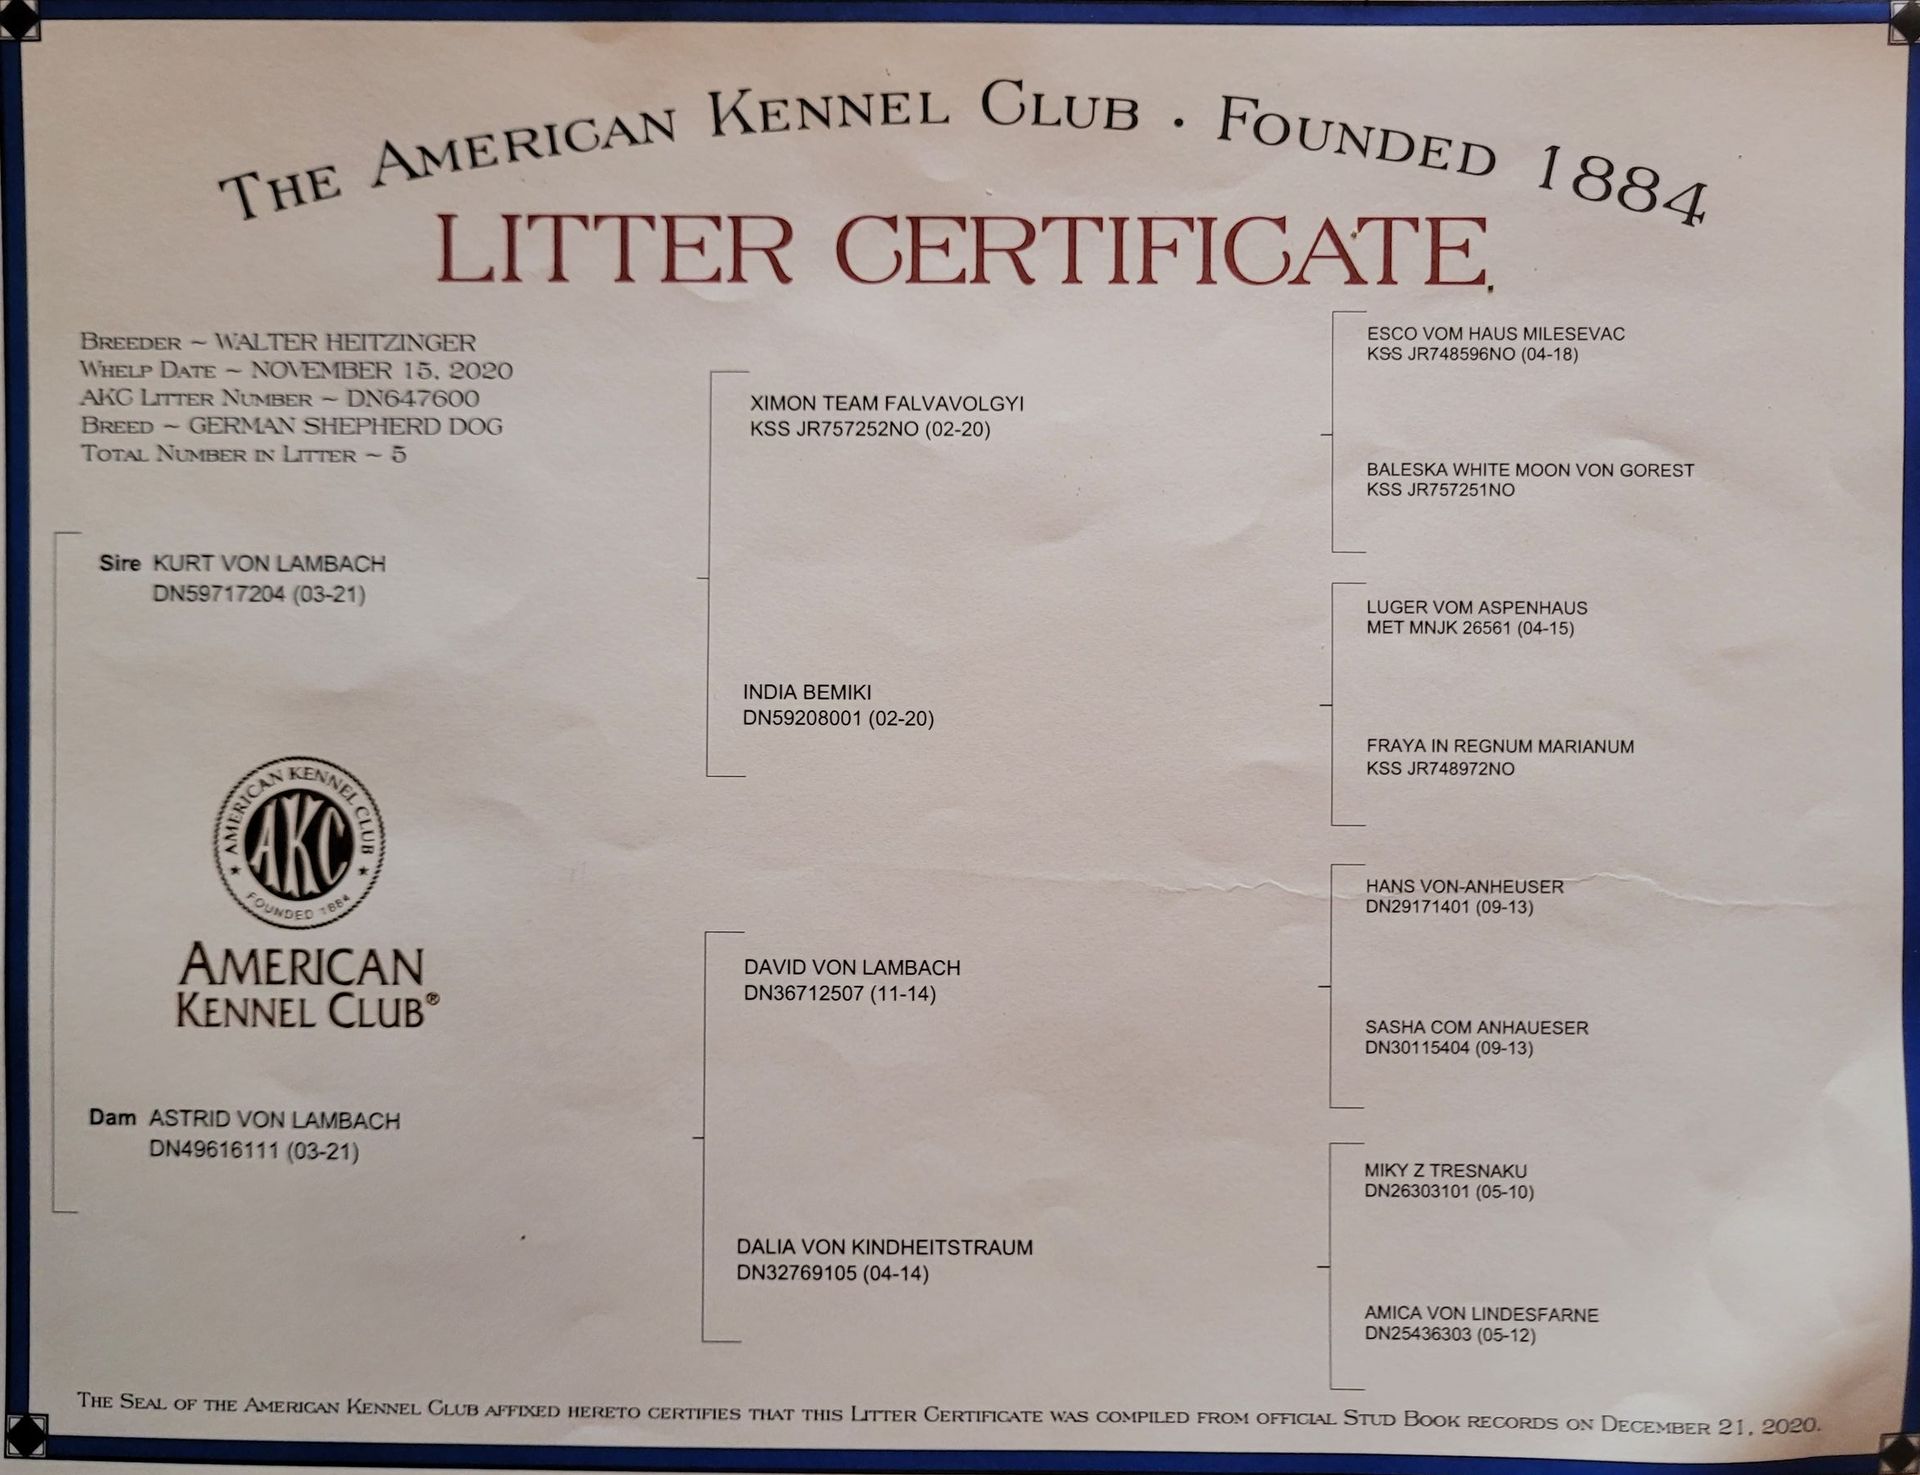 THE AMERICAN KENNEL CLUB . FOUNDED 1884
LITTER CERTIFICATE
BREEDER ~ WALTER HEITZINGER
WHELP DATE ~ NOVEMBER 15, 2020
AKC LITTER NUMBER ~ DN647600
BREED ~ GERMAN SHEPHERD DOG
TOTAL NUMBER IN LITTER ~ 5
Sire KURT VON LAMBACH
DN59717204 (03-21)
AMERICAN KENNEL CLUB
AKC
FOUNDED 1884
AMERICAN
KENNEL CLUB®
Dam ASTRID VON LAMBACH
DN49616111 (03-21)
XIMON TEAM FALVAVOLGYI
KSS JR757252NO (02-20)
INDIA BEMIKI
DN59208001 (02-20)
DAVID VON LAMBACH
DN36712507 (11-14)
DALIA VON KINDHEITSTRAUM
DN32769105 (04-14)
ESCO VOM HAUS MILESEVAC
KSS JR748596NO (04-18)
BALESKA WHITE MOON VON GOREST
KSS JR757251NO
LUGER VOM ASPENHAUS
MET MNJK 26561 (04-15)
FRAYA IN REGNUM MARIANUM
KSS JR748972NO
HANS VON-ANHEUSER
DN29171401 (09-13)
SASHA COM ANHAUESER
DN30115404 (09-13)
MIKY Z TRESNAKU
DN26303101 (05-10)
AMICA VON LINDESFARNE
DN25436303 (05-12)
THE SEAL OF THE AMERICAN KENNEL CLUB AFFIXED HERETO CERTIFIES THAT THIS LITTER CERTIFICATE WAS COMPILED FROM OFFICIAL STUD BOOK RECORDS ON DECEMBER 21, 2020.